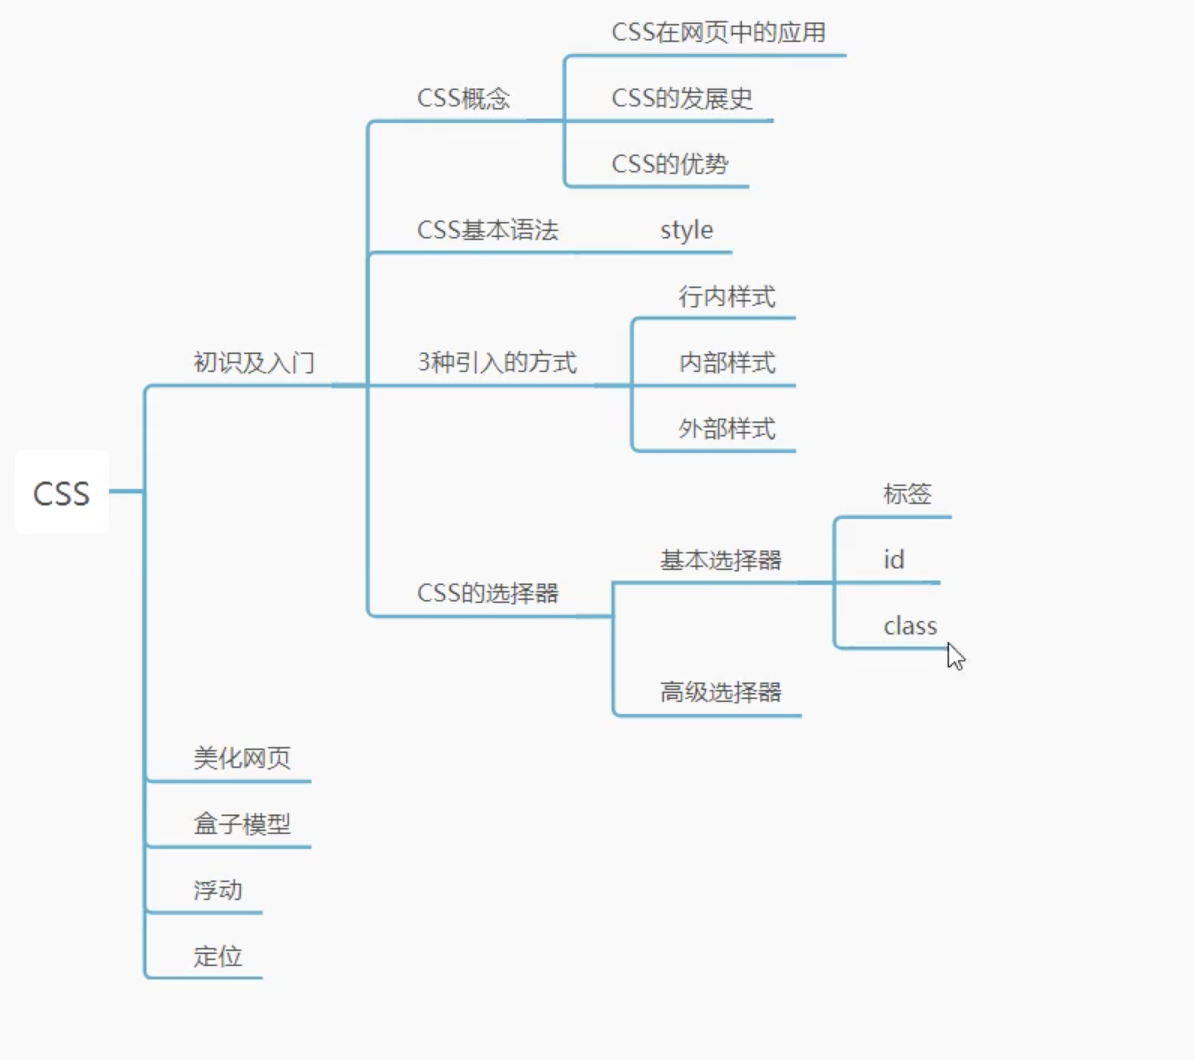 CSS
初识及入门
CSS概念
CSS在网页中的应用
CSS的发展史
CSS的优势
CSS基本语法
style
3种引入的方式
行内样式
内部样式
外部样式
CSS的选择器
基本选择器
标签
id
class
高级选择器
美化网页
盒子模型
浮动
定位